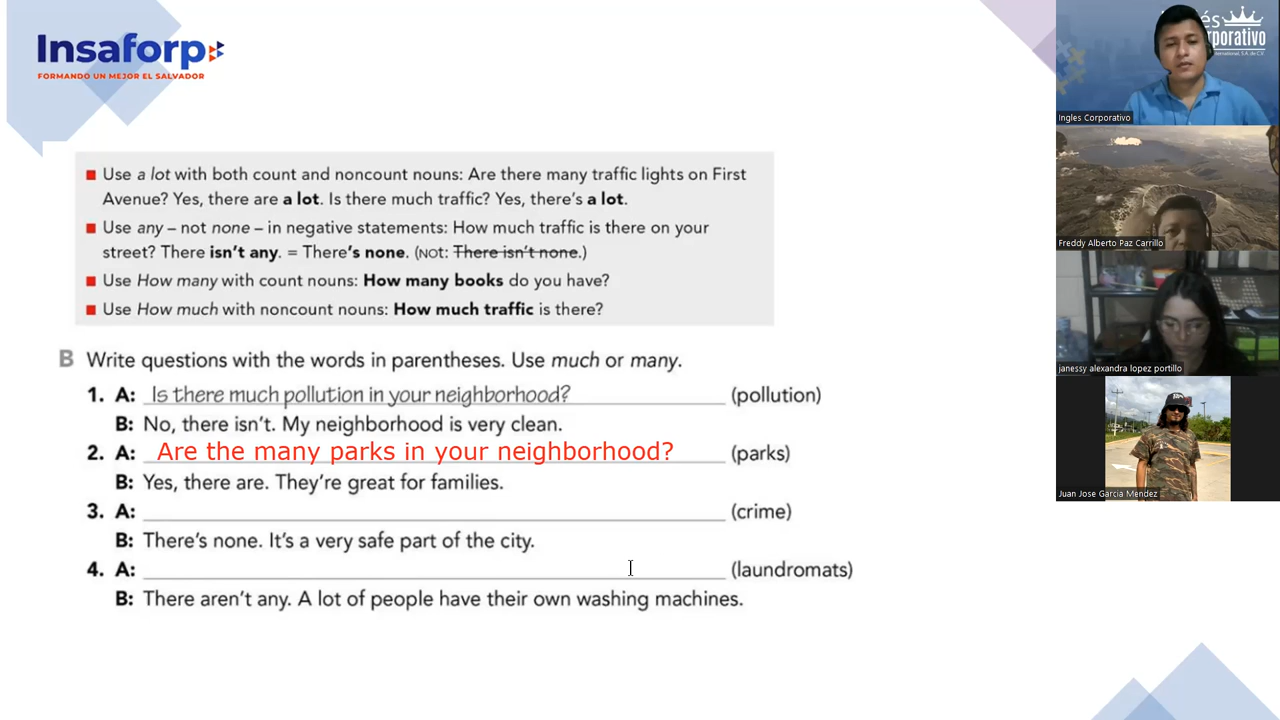 Insaforp
FORMANDO UN MEJOR EL SALVADOR
■ Use a lot with both count and noncount nouns: Are there many traffic lights on First
Avenue? Yes, there are a lot. Is there much traffic? Yes, there's a lot.
■ Use any – not none – in negative statements: How much traffic is there on your
street? There isn't any. = There's none. (NOT: There isn't none.)
■ Use How many with count nouns: How many books do you have?
■ Use How much with noncount nouns: How much traffic is there?
B Write questions with the words in parentheses. Use much or many.
1. A: Is there much pollution in your neighborhood? (pollution)
B: No, there isn't. My neighborhood is very clean.
2. A: Are the many parks in your neighborhood? (parks)
B: Yes, there are. They're great for families.
3. A: (crime)
B: There's none. It's a very safe part of the city.
4. A: (laundromats)
B: There aren't any. A lot of people have their own washing machines.
Ingles Corporativo
Freddy Alberto Paz Carrillo
janessy alexandra lopez portillo
Juan Jose Garcia Mendez